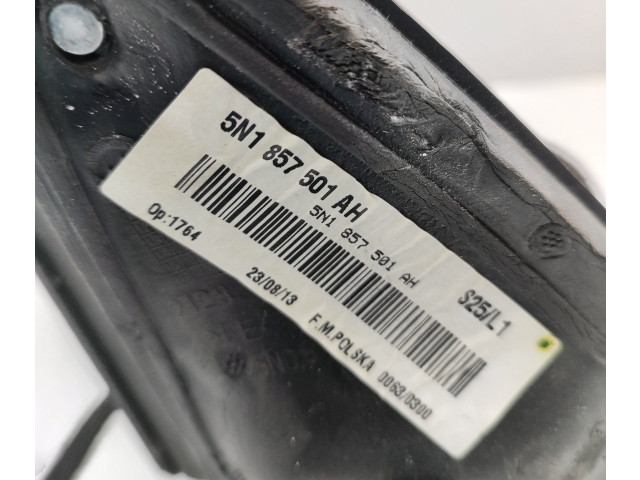 5N1 857 501 AH
5N1 857 501 AH
S25/L1
Op:1764
23/08/13 F.M.POLSKA 0063/0300